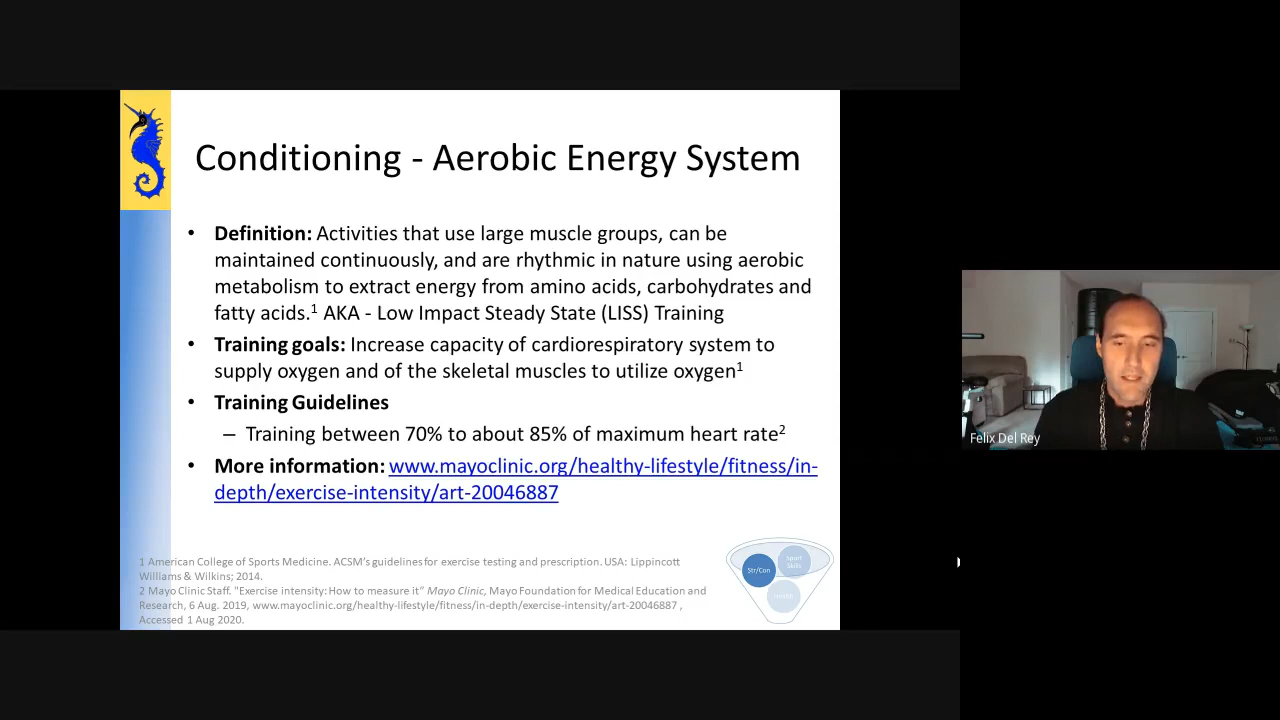 Conditioning - Aerobic Energy System
• Definition: Activities that use large muscle groups, can be
maintained continuously, and are rhythmic in nature using aerobic
metabolism to extract energy from amino acids, carbohydrates and
fatty acids.1 AKA - Low Impact Steady State (LISS) Training
• Training goals: Increase capacity of cardiorespiratory system to
supply oxygen and of the skeletal muscles to utilize oxygen2
• Training Guidelines
– Training between 70% to about 85% of maximum heart rate2
• More information: www.mayoclinic.org/healthy-lifestyle/fitness/in-
depth/exercise-intensity/art-20046887
1 American College of Sports Medicine. ACSM's guidelines for exercise testing and prescription. USA: Lippincott
Williams & Wilkins; 2014.
2 Mayo Clinic Staff. "Exercise intensity: How to measure it" Mayo Clinic, Mayo Foundation for Medical Education and
Research, 6 Aug. 2019, www.mayoclinic.org/healthy-lifestyle/fitness/in-depth/exercise-intensity/art-20046887 ,
Accessed 1 Aug 2020.
Str/Con
Sport
Skills
Health
Felix Del Rey